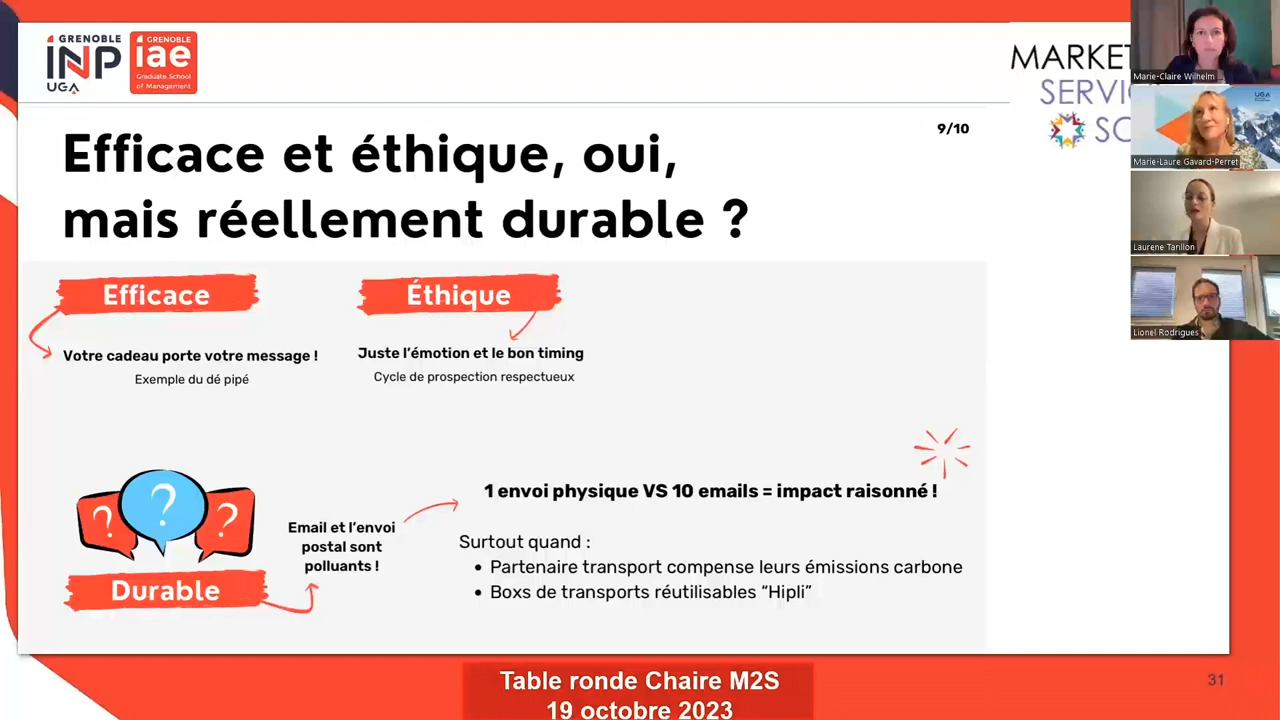 GRENOBLE
INP
UGA
GRENOBLE
iae
Graduate School
of Management
MARKET
SERVI
SO
9/10
Efficace et éthique, oui,
mais réellement durable ?
Efficace
Votre cadeau porte votre message !
Exemple du dé pipé
Éthique
Juste l'émotion et le bon timing
Cycle de prospection respectueux
? ? ?
Durable
Email et l'envoi
postal sont
polluants !
1 envoi physique VS 10 emails = impact raisonné !
Surtout quand :
• Partenaire transport compense leurs émissions carbone
• Boxs de transports réutilisables “Hipli”
Marie-Claire Wilhelm
UGA
Marie-Laure Gavard-Perret
Laurene Tarillon
Lionel Rodrigues
Table ronde Chaire M2S
19 octobre 2023
31